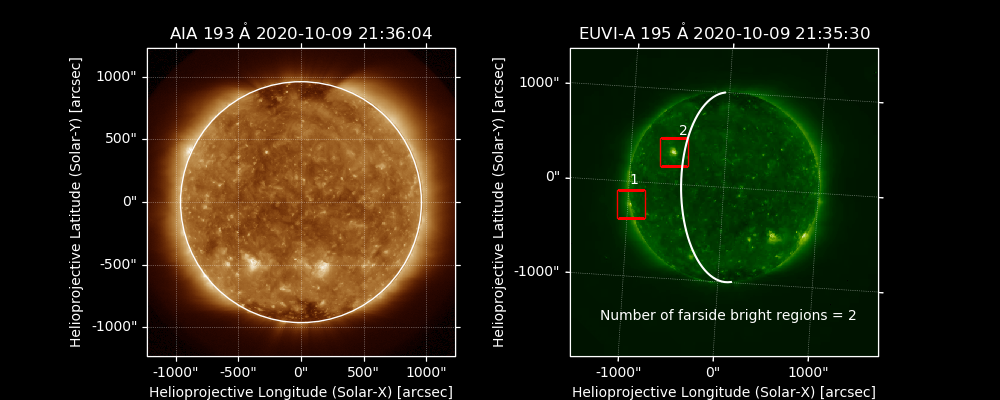 AIA 193 Å 2020-10-09 21:36:04
EUVI-A 195 Å 2020-10-09 21:35:30
Helioprojective Latitude (Solar-Y) [arcsec]
1000"
500"
0"
-500"
-1000"
-1000"
-500"
0"
500"
1000"
Helioprojective Longitude (Solar-X) [arcsec]
Helioprojective Latitude (Solar-Y) [arcsec]
1000"
0"
-1000"
2
1
Number of farside bright regions = 2
-1000"
0"
1000"
Helioprojective Longitude (Solar-X) [arcsec]